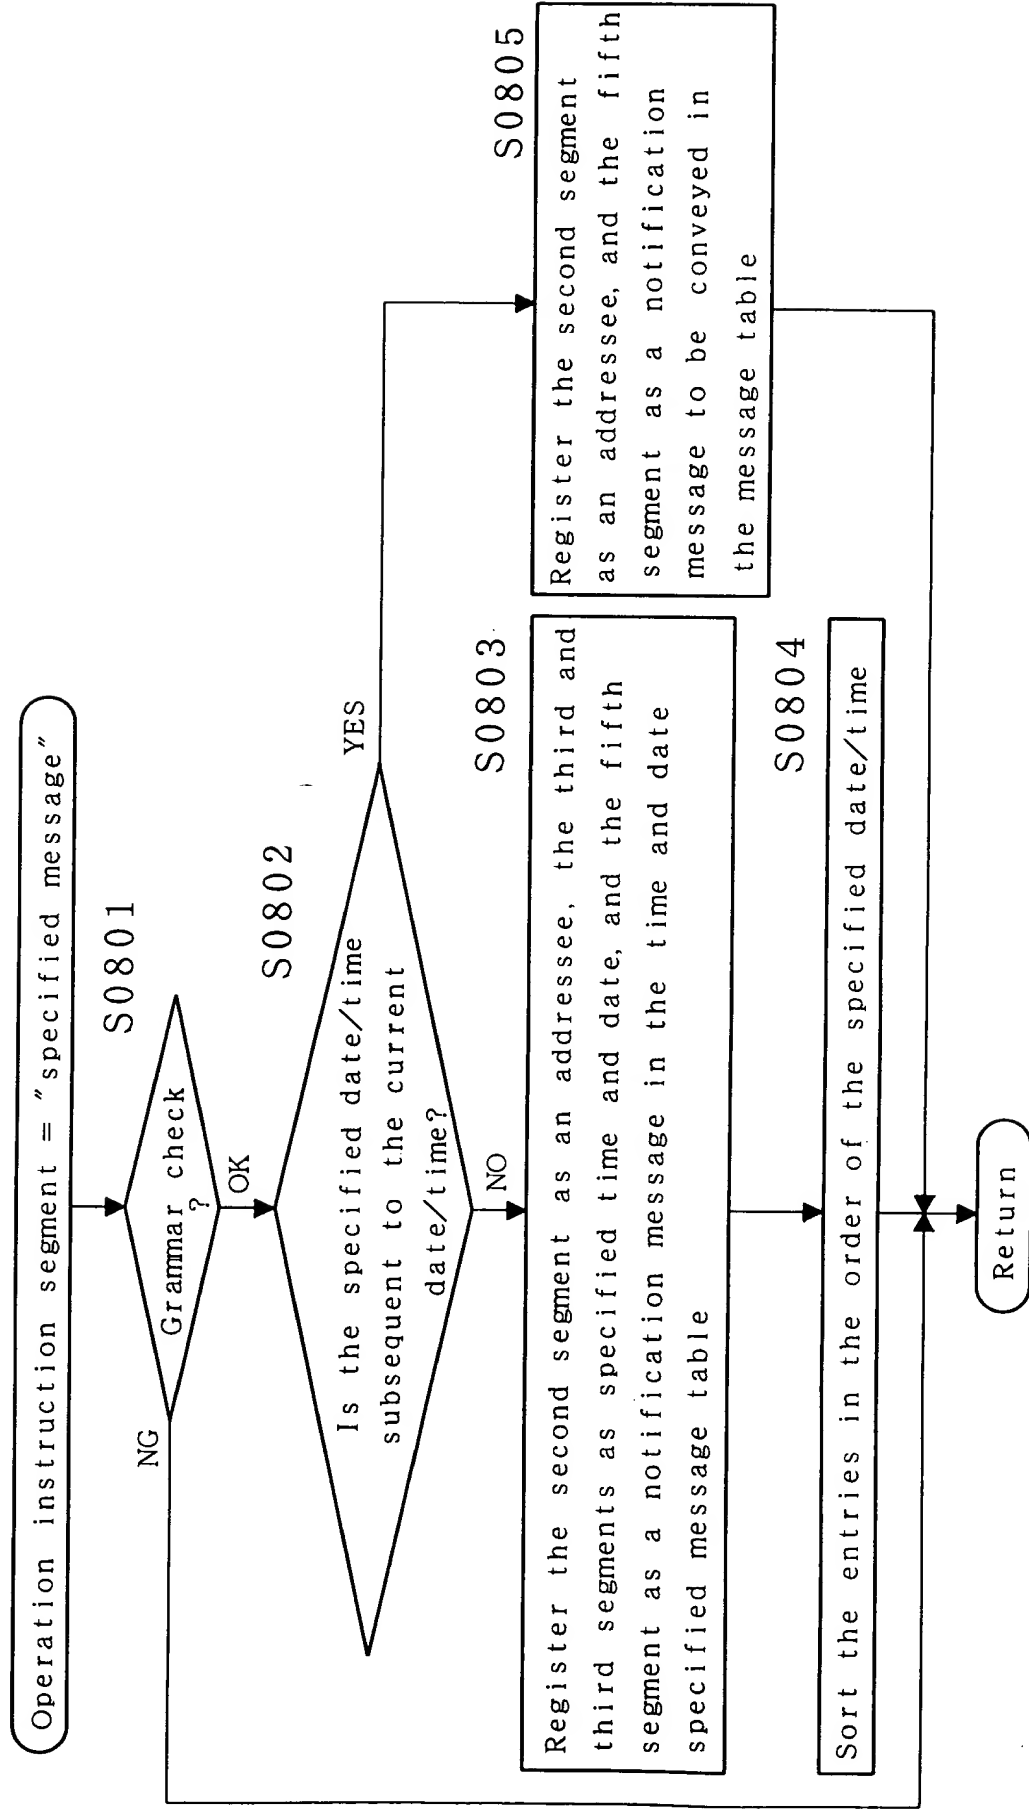 Operation instruction segment = "specified message"
S0801
Grammar check
?
NG
OK
S0802
Is the specified date/time
subsequent to the current
date/time?
YES
NO
S0803
Register the second segment as an addressee, the third and
third segments as specified time and date, and the fifth
segment as a notification message in the time and date
specified message table
S0804
Sort the entries in the order of the specified date/time
S0805
Register the second segment
as an addressee, and the fifth
segment as a notification
message to be conveyed in
the message table
Return